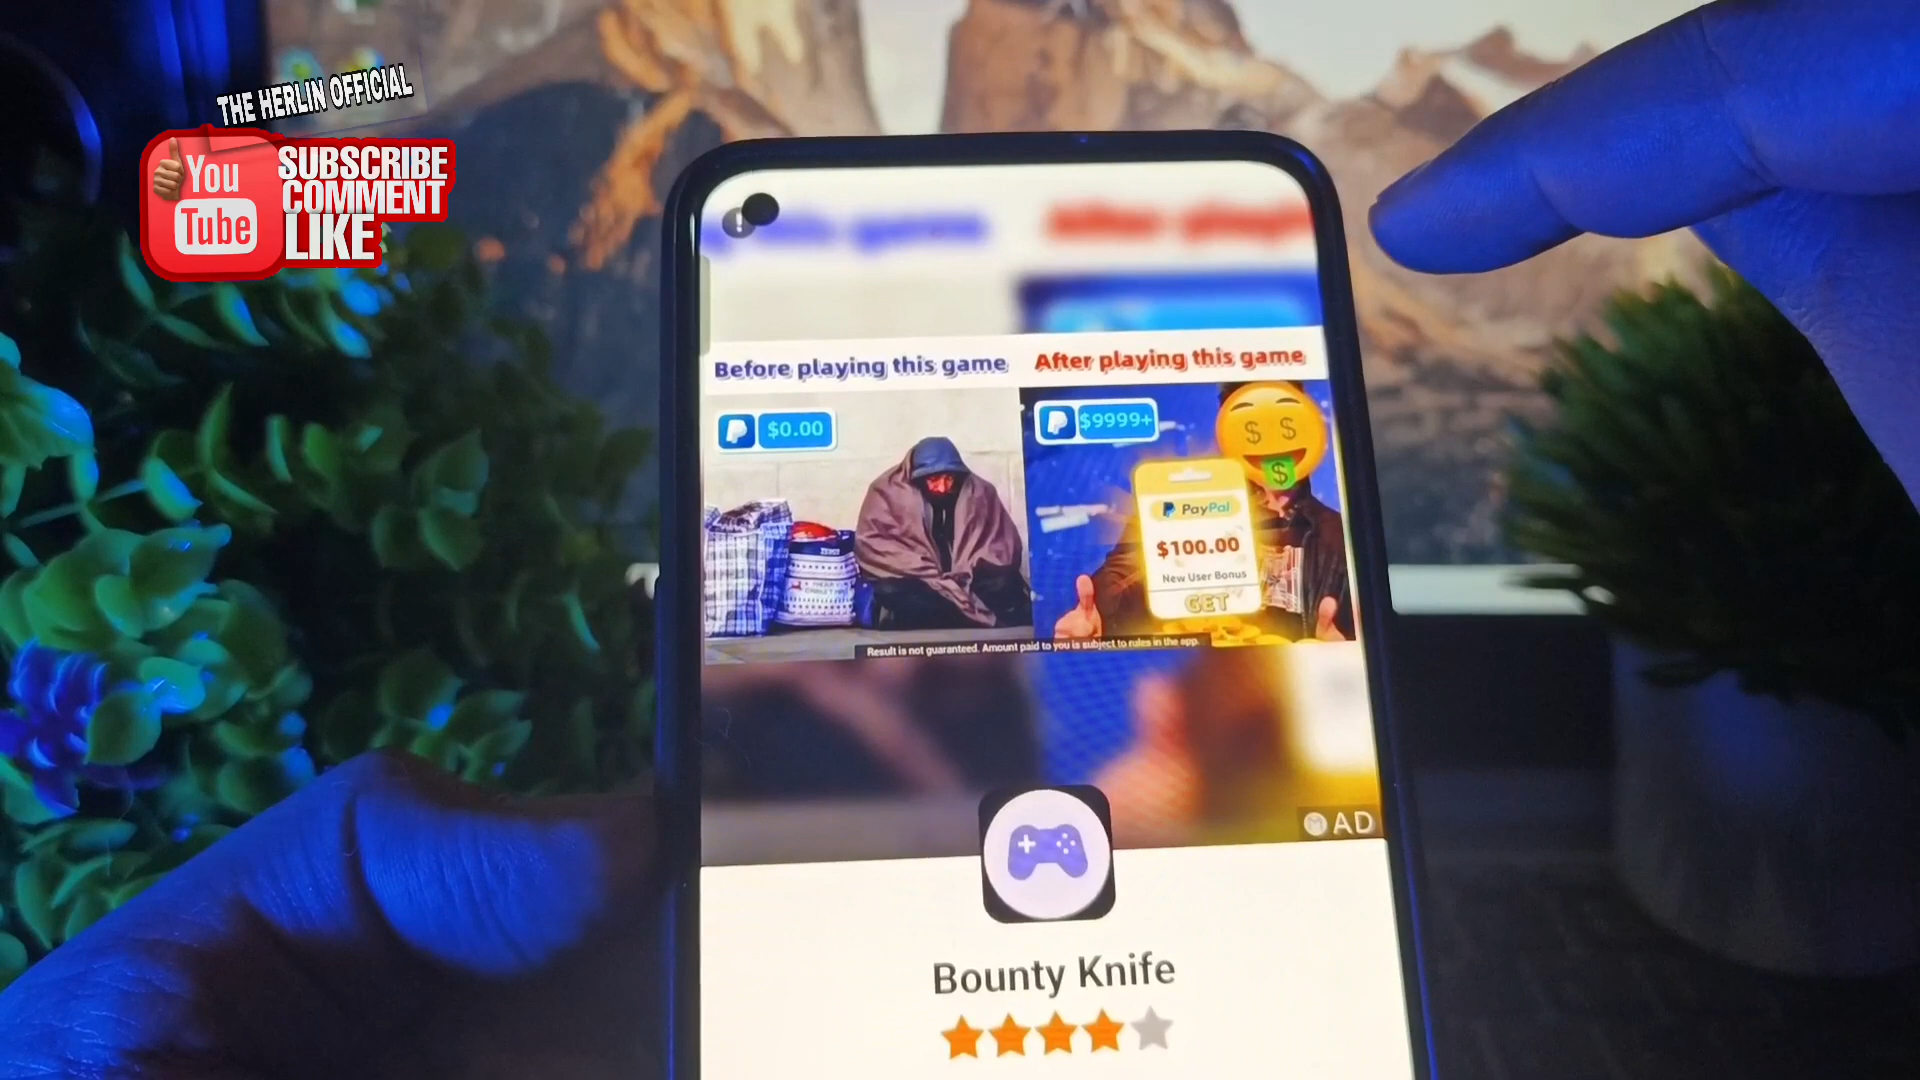 THE HERLIN OFFICIAL
You
Tube
SUBSCRIBE
COMMENT
LIKE
Before playing this game
After playing this game
$0.00
$9999+
PayPal
$100.00
New User Bonus
GET
Result is not guaranteed. Amount paid to you is subject to rules in the app.
AD
Bounty Knife